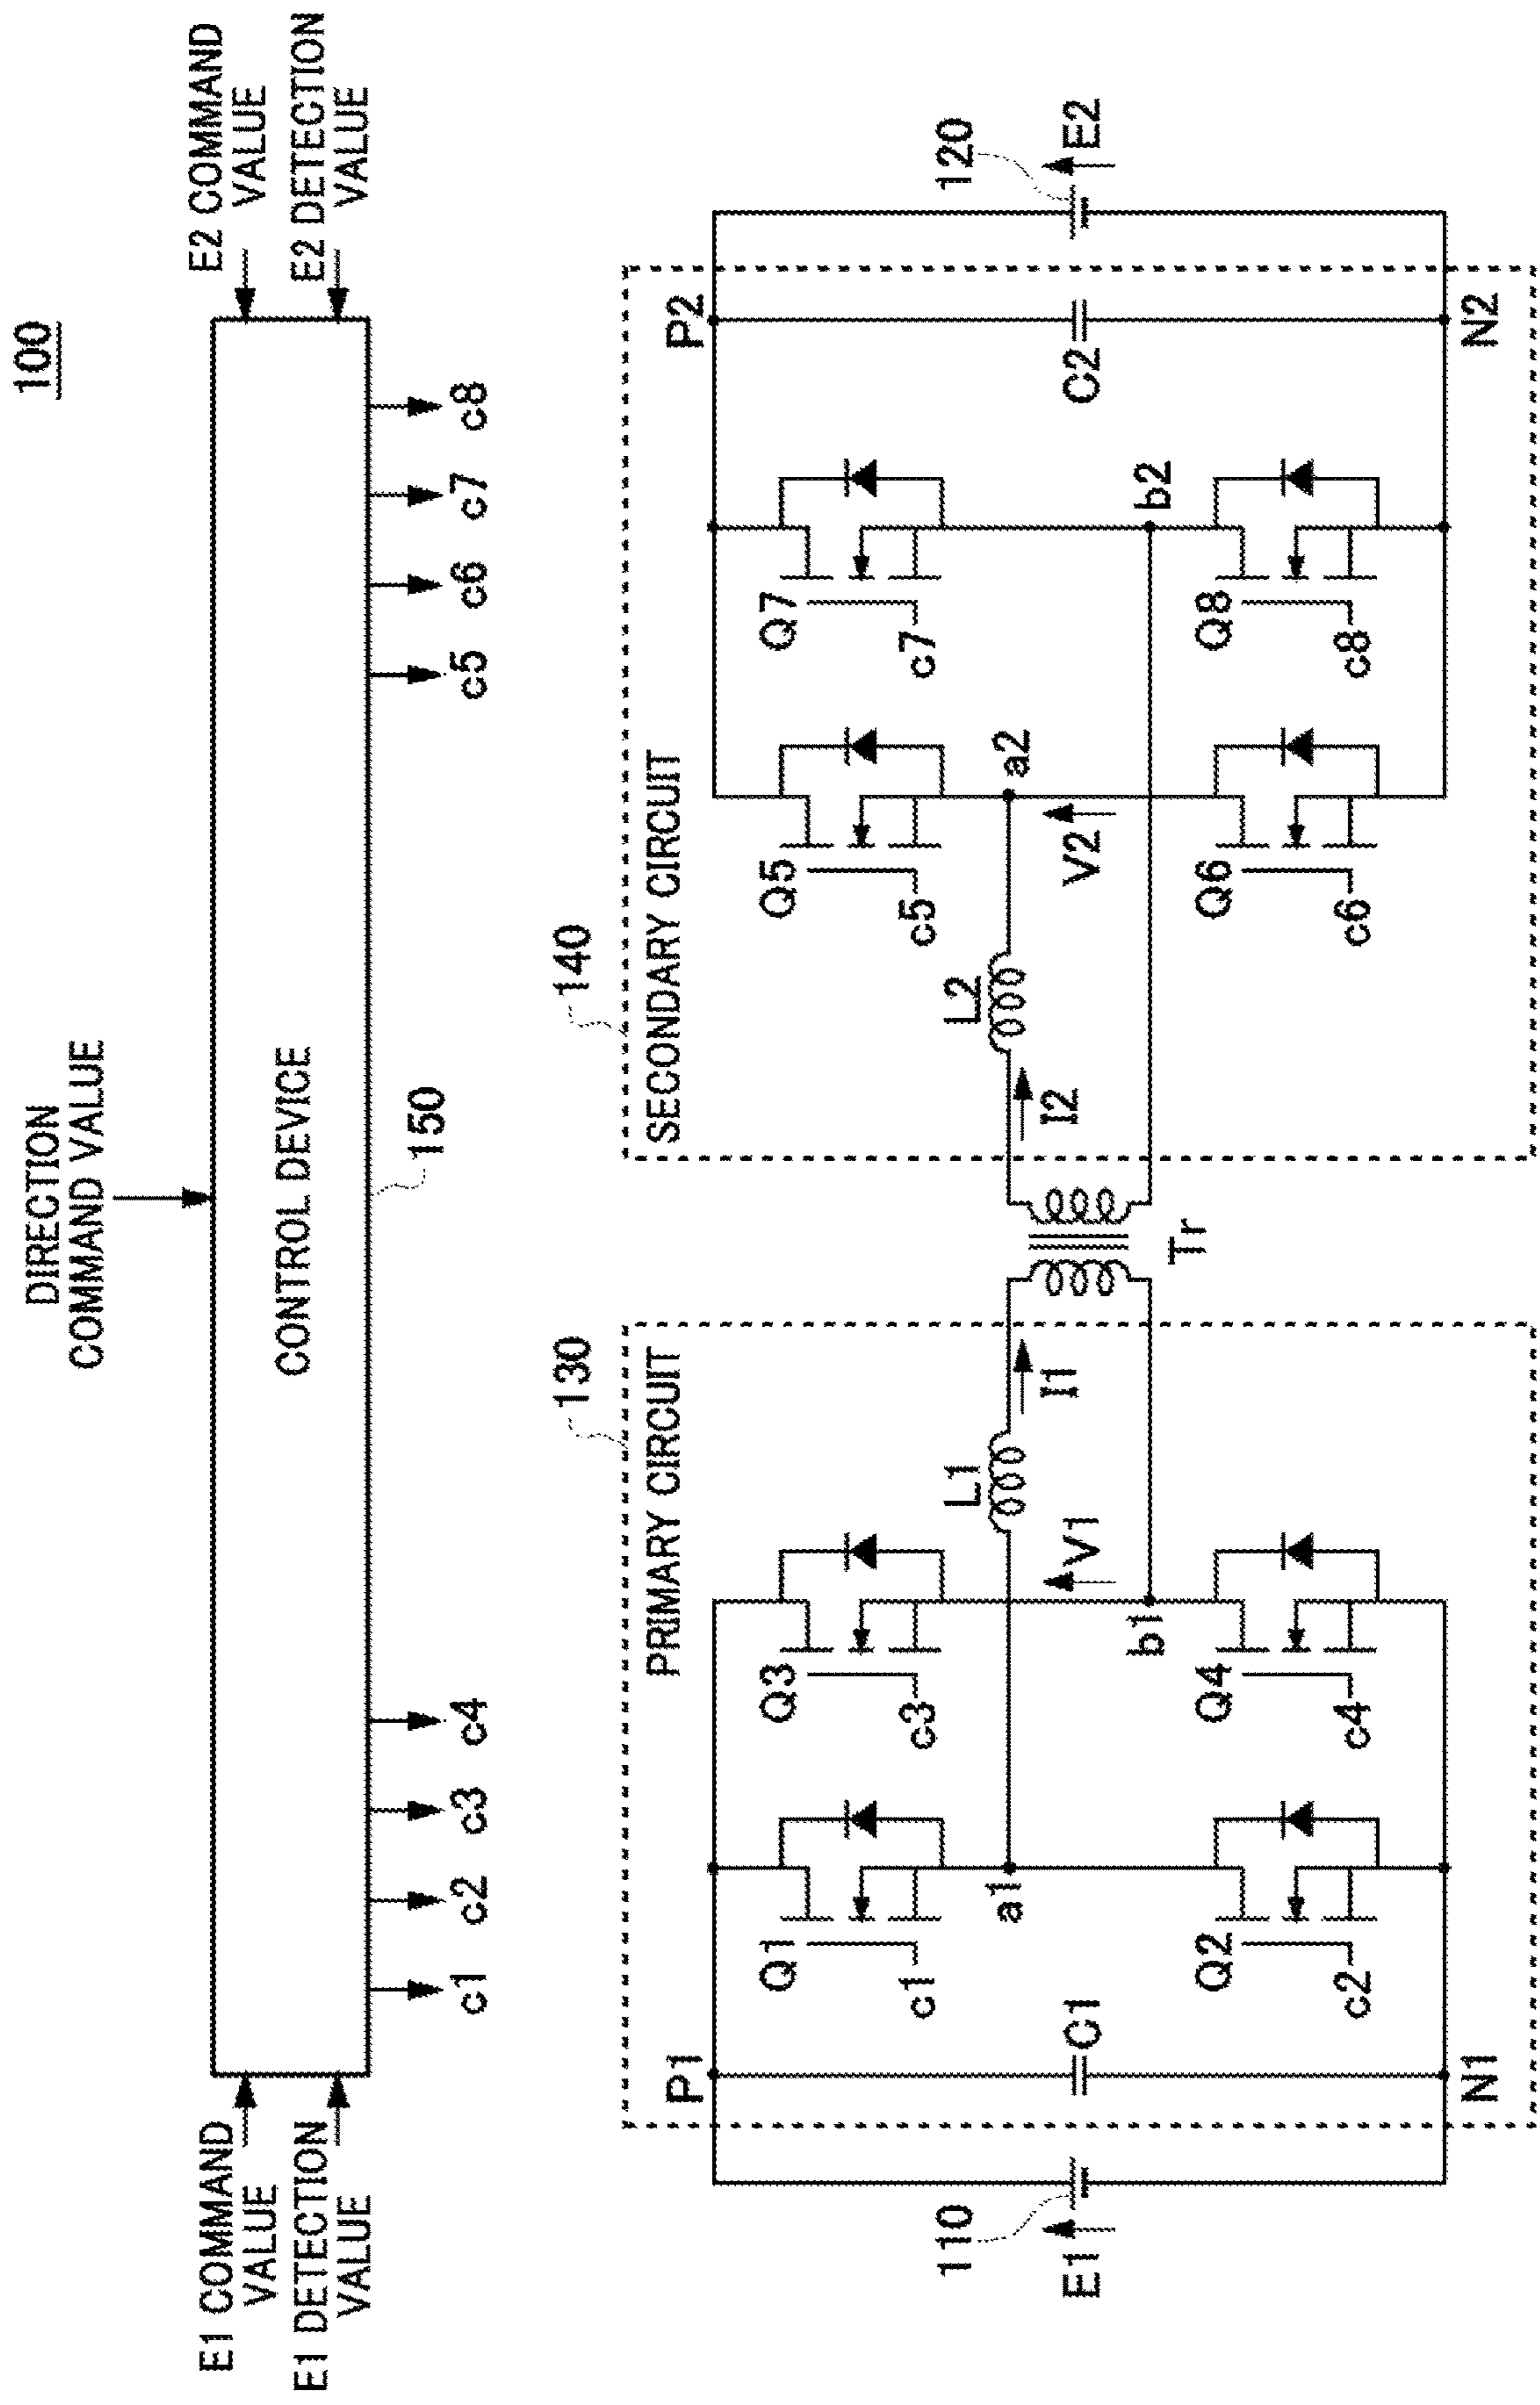 100
DIRECTION
COMMAND VALUE
E1 COMMAND
VALUE
E1 DETECTION
VALUE
CONTROL DEVICE
E2 COMMAND
VALUE
E2 DETECTION
VALUE
150
c1
c2
c3
c4
c5
c6
c7
c8
130
PRIMARY CIRCUIT
140
SECONDARY CIRCUIT
P1
Q1
c1
Q3
c3
110
E1
C1
a1
L1
I1
V1
b1
Q2
c2
Q4
c4
N1
Tr
P2
Q5
c5
Q7
c7
L2
I2
a2
V2
b2
C2
120
E2
Q6
c6
Q8
c8
N2